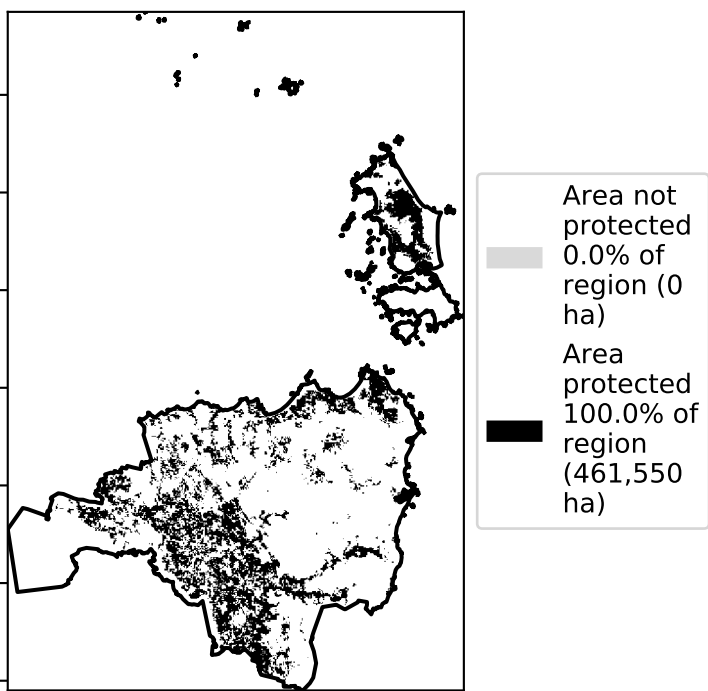 Area not
protected
0.0% of
region (0
ha)
Area
protected
100.0% of
region
(461,550
ha)